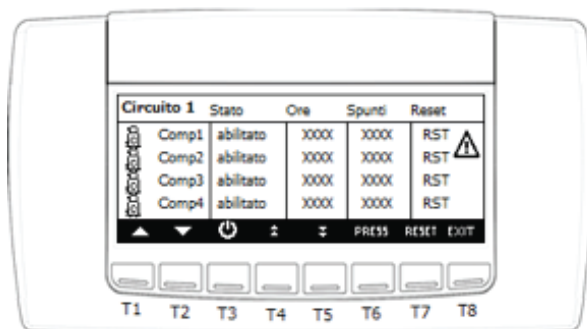 Circuito 1 Stato Ore Spunti Reset
Comp1 abilitato XXXX XXXX RST
Comp2 abilitato XXXX XXXX RST
Comp3 abilitato XXXX XXXX RST
Comp4 abilitato XXXX XXXX RST
PRESS RESET EXIT
T1 T2 T3 T4 T5 T6 T7 T8